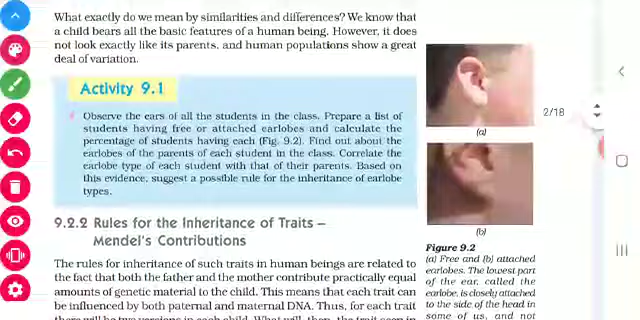 What exactly do we mean by similarities and differences? We know that
a child bears all the basic features of a human being. However, it does
not look exactly like its parents, and human populations show a great
deal of variation.
Activity 9.1
Observe the ears of all the students in the class. Prepare a list of
students having free or attached earlobes and calculate the
percentage of students having each (Fig. 9.2). Find out about the
earlobes of the parents of each student in the class. Correlate the
earlobe type of each student with that of their parents. Based on
this evidence, suggest a possible rule for the inheritance of earlobe
types.
9.2.2 Rules for the Inheritance of Traits –
Mendel's Contributions
The rules for inheritance of such traits in human beings are related to
the fact that both the father and the mother contribute practically equal
amounts of genetic material to the child. This means that each trait can
be influenced by both paternal and maternal DNA. Thus, for each trait
there will be two versions in each child. What will, then, the trait seen in
(a)
(b)
Figure 9.2
(a) Free and (b) attached
earlobes. The lowest part
of the ear, called the
earlobe, is closely attached
to the side of the head in
some of us, and not
2/18